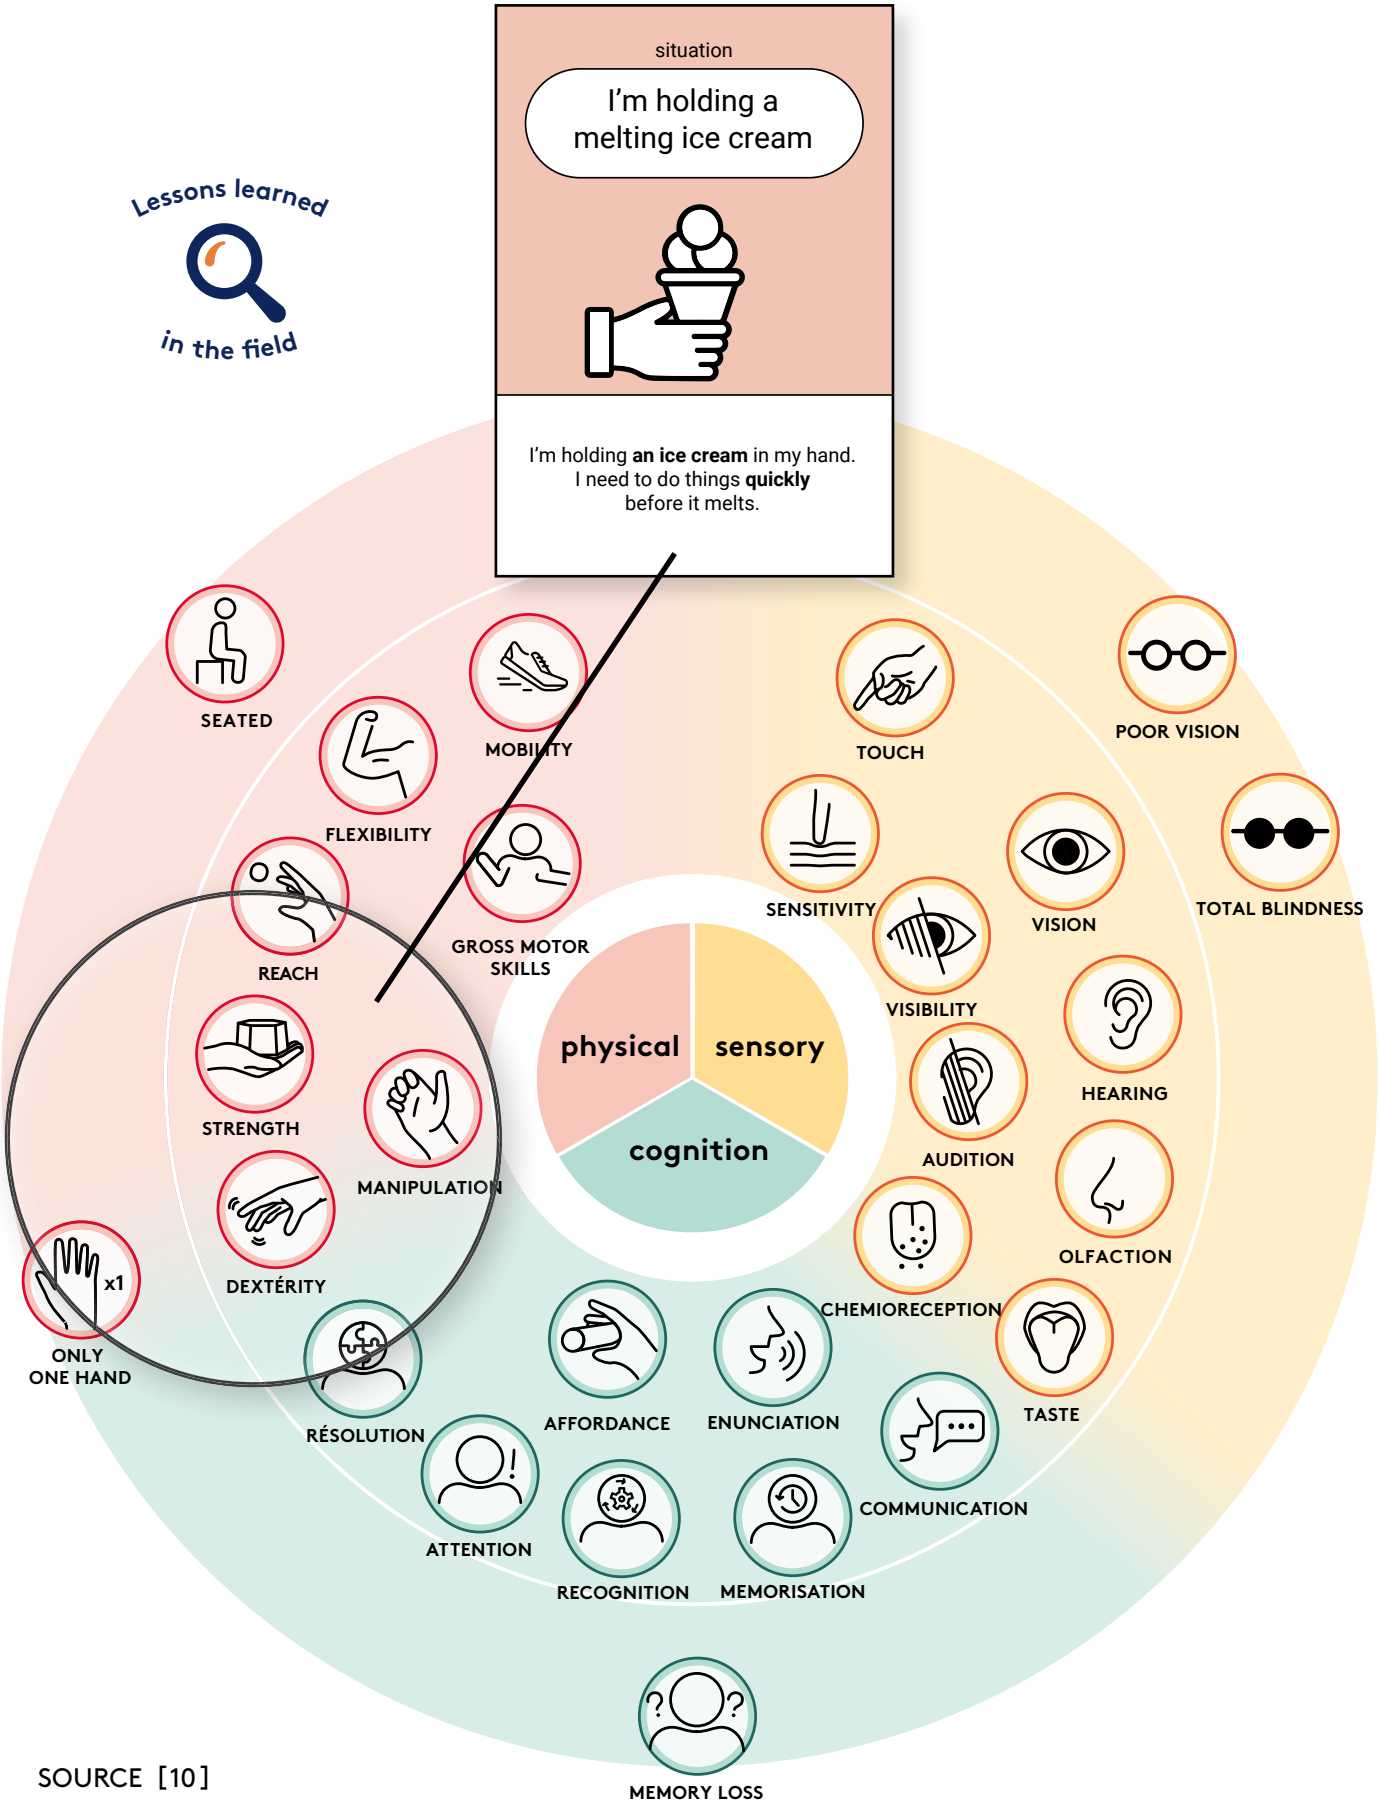 situation
I'm holding a
melting ice cream
Lessons learned
in the field
I'm holding an ice cream in my hand.
I need to do things quickly
before it melts.
SEATED
MOBILITY
FLEXIBILITY
REACH
GROSS MOTOR
SKILLS
STRENGTH
MANIPULATION
DEXTÉRITY
x1
ONLY
ONE HAND
TOUCH
POOR VISION
SENSITIVITY
VISION
TOTAL BLINDNESS
VISIBILITY
HEARING
AUDITION
OLFACTION
CHEMIORECEPTION
TASTE
physical
sensory
cognition
RÉSOLUTION
AFFORDANCE
ENUNCIATION
COMMUNICATION
ATTENTION
RECOGNITION
MEMORISATION
MEMORY LOSS
SOURCE [10]